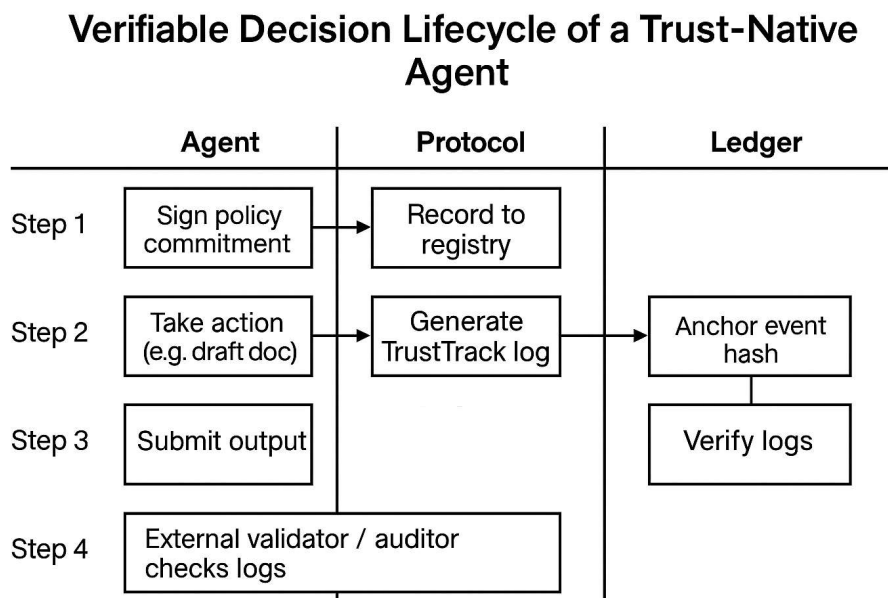 Verifiable Decision Lifecycle of a Trust-Native
Agent
Agent
Protocol
Ledger
Step 1
Sign policy
commitment
Record to
registry
Step 2
Take action
(e.g. draft doc)
Generate
TrustTrack log
Anchor event
hash
Step 3
Submit output
Verify logs
Step 4
External validator / auditor
checks logs